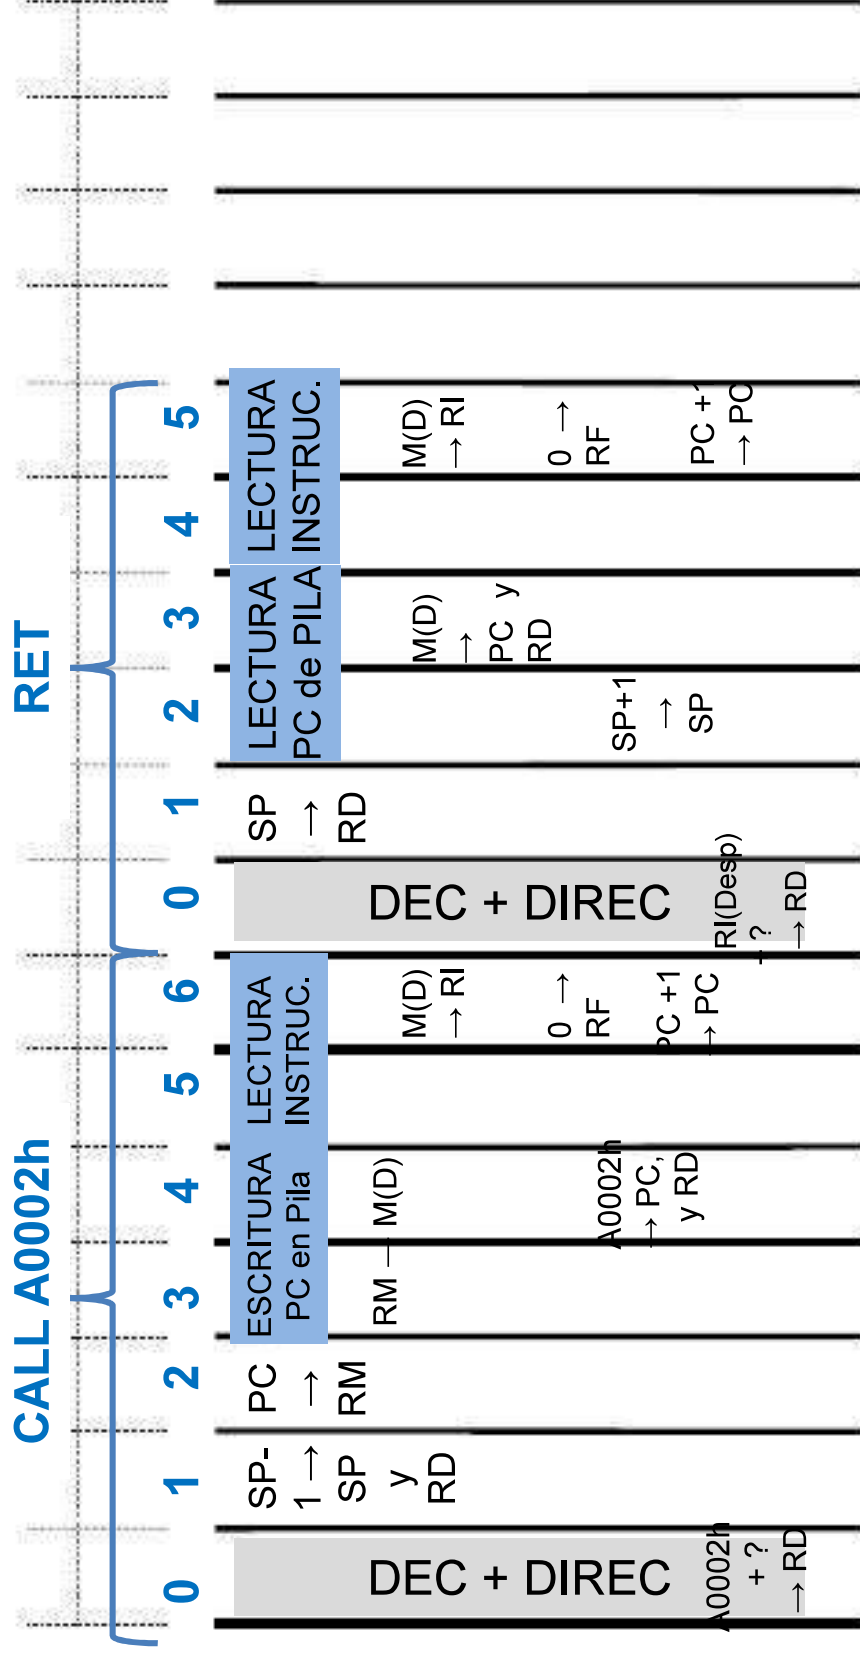 CALL A0002h
RET
0
1
2
3
4
5
6
0
1
2
3
4
5
DEC + DIREC
A0002h
+ ?
→ RD
SP-
1 →
SP
y
RD
PC
→
RM
ESCRITURA
PC en Pila
RM — M(D)
A0002h
→ PC,
y RD
LECTURA
INSTRUC.
M(D)
→ RI
0 →
RF
PC +1
→ PC
DEC + DIREC
RI(Desp)
+ ?
→ RD
SP
→
RD
LECTURA
PC de PILA
SP+1
→
SP
M(D)
→
PC y
RD
LECTURA
INSTRUC.
M(D)
→ RI
0 →
RF
PC +1
→ PC